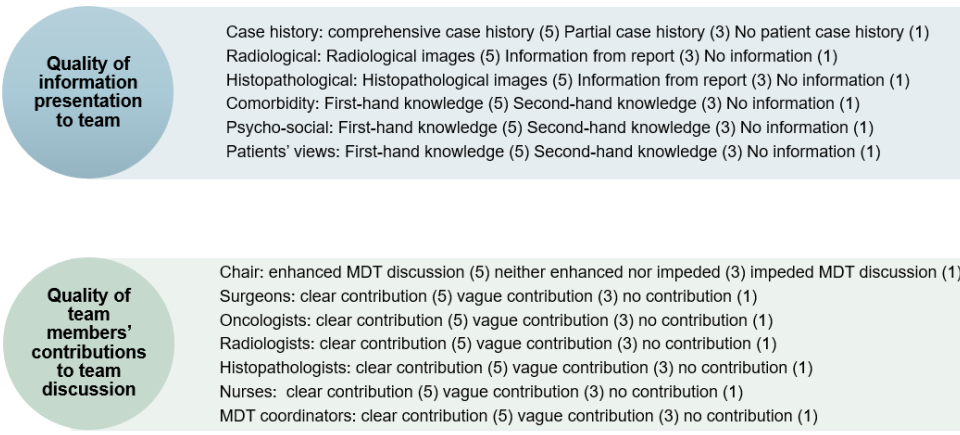 Quality of
information
presentation
to team
Case history: comprehensive case history (5) Partial case history (3) No patient case history (1)
Radiological: Radiological images (5) Information from report (3) No information (1)
Histopathological: Histopathological images (5) Information from report (3) No information (1)
Comorbidity: First-hand knowledge (5) Second-hand knowledge (3) No information (1)
Psycho-social: First-hand knowledge (5) Second-hand knowledge (3) No information (1)
Patients’ views: First-hand knowledge (5) Second-hand knowledge (3) No information (1)
Quality of
team
members’
contributions
to team
discussion
Chair: enhanced MDT discussion (5) neither enhanced nor impeded (3) impeded MDT discussion (1)
Surgeons: clear contribution (5) vague contribution (3) no contribution (1)
Oncologists: clear contribution (5) vague contribution (3) no contribution (1)
Radiologists: clear contribution (5) vague contribution (3) no contribution (1)
Histopathologists: clear contribution (5) vague contribution (3) no contribution (1)
Nurses: clear contribution (5) vague contribution (3) no contribution (1)
MDT coordinators: clear contribution (5) vague contribution (3) no contribution (1)